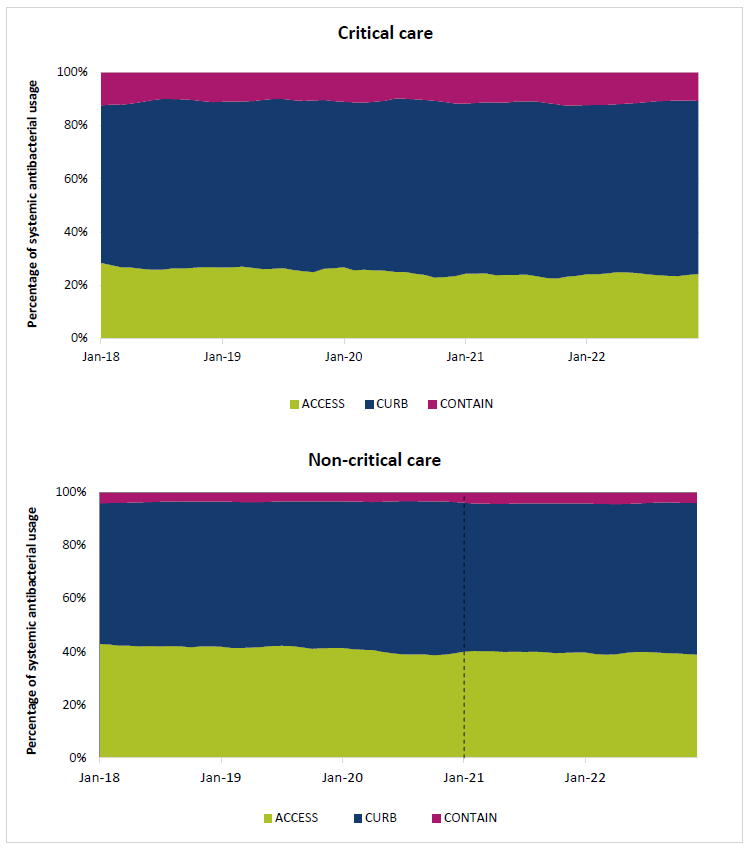 Critical care
Percentage of systemic antibacterial usage
100%
80%
60%
40%
20%
0%
Jan-18 Jan-19 Jan-20 Jan-21 Jan-22
ACCESS CURB CONTAIN
Non-critical care
Percentage of systemic antibacterial usage
100%
80%
60%
40%
20%
0%
Jan-18 Jan-19 Jan-20 Jan-21 Jan-22
ACCESS CURB CONTAIN